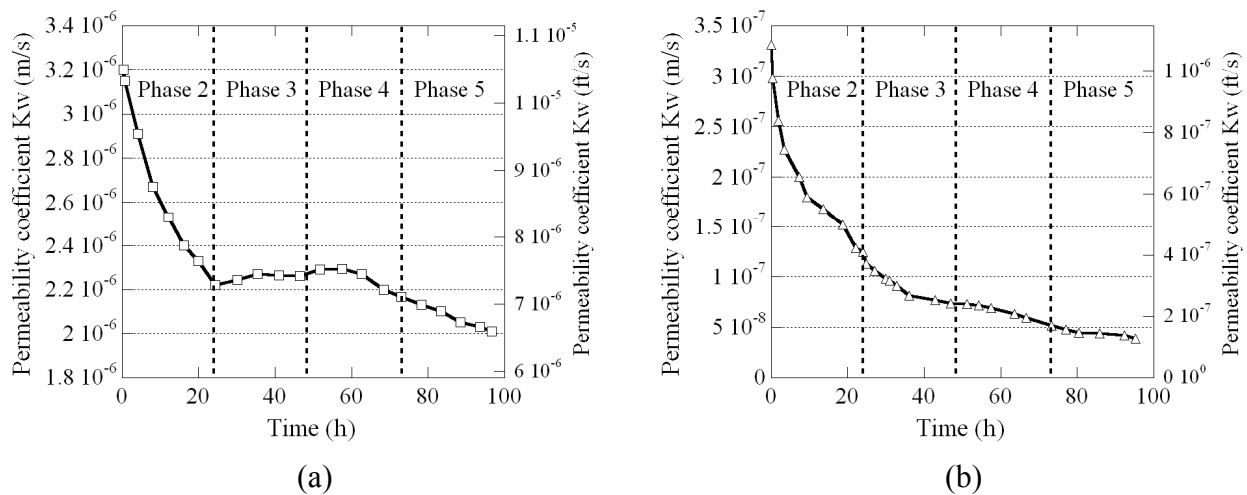 Permeability coefficient Kw (m/s)
3.4 10⁻⁶
3.2 10⁻⁶
3 10⁻⁶
2.8 10⁻⁶
2.6 10⁻⁶
2.4 10⁻⁶
2.2 10⁻⁶
2 10⁻⁶
1.8 10⁻⁶
Phase 2 Phase 3 Phase 4 Phase 5
1.1 10⁻⁵
1 10⁻⁵
9 10⁻⁶
8 10⁻⁶
7 10⁻⁶
6 10⁻⁶
Permeability coefficient Kw (ft/s)
0 20 40 60 80 100
Time (h)
(a)
Permeability coefficient Kw (m/s)
3.5 10⁻⁷
3 10⁻⁷
2.5 10⁻⁷
2 10⁻⁷
1.5 10⁻⁷
1 10⁻⁷
5 10⁻⁸
0
Phase 2 Phase 3 Phase 4 Phase 5
1 10⁻⁶
8 10⁻⁷
6 10⁻⁷
4 10⁻⁷
2 10⁻⁷
0 10⁰
Permeability coefficient Kw (ft/s)
0 20 40 60 80 100
Time (h)
(b)